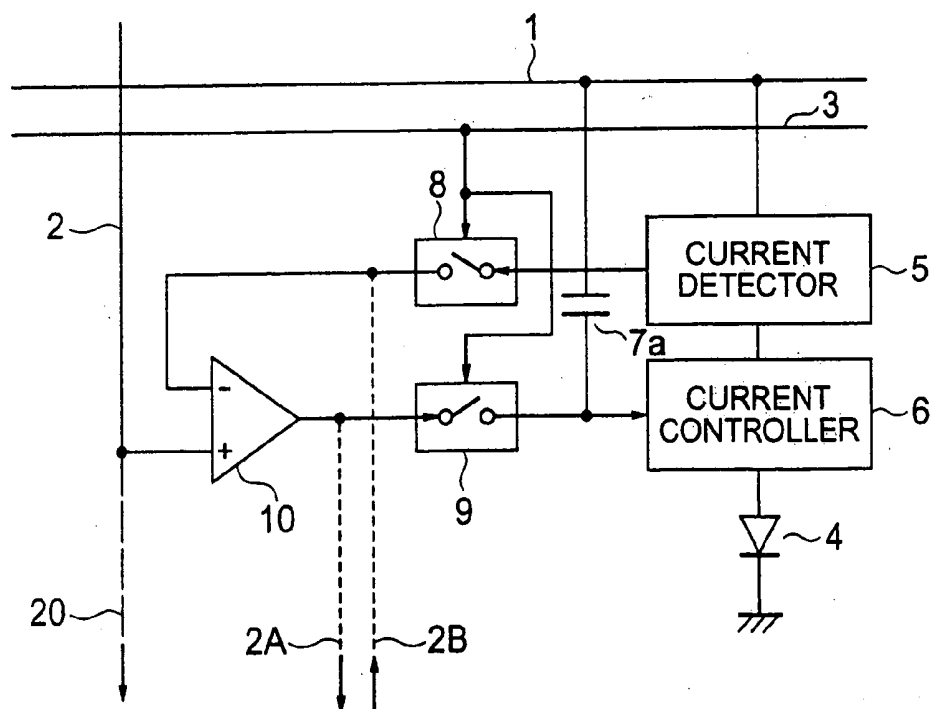 1
3
2
8
CURRENT
DETECTOR
5
7a
-
+
10
9
CURRENT
CONTROLLER
6
4
20
2A
2B